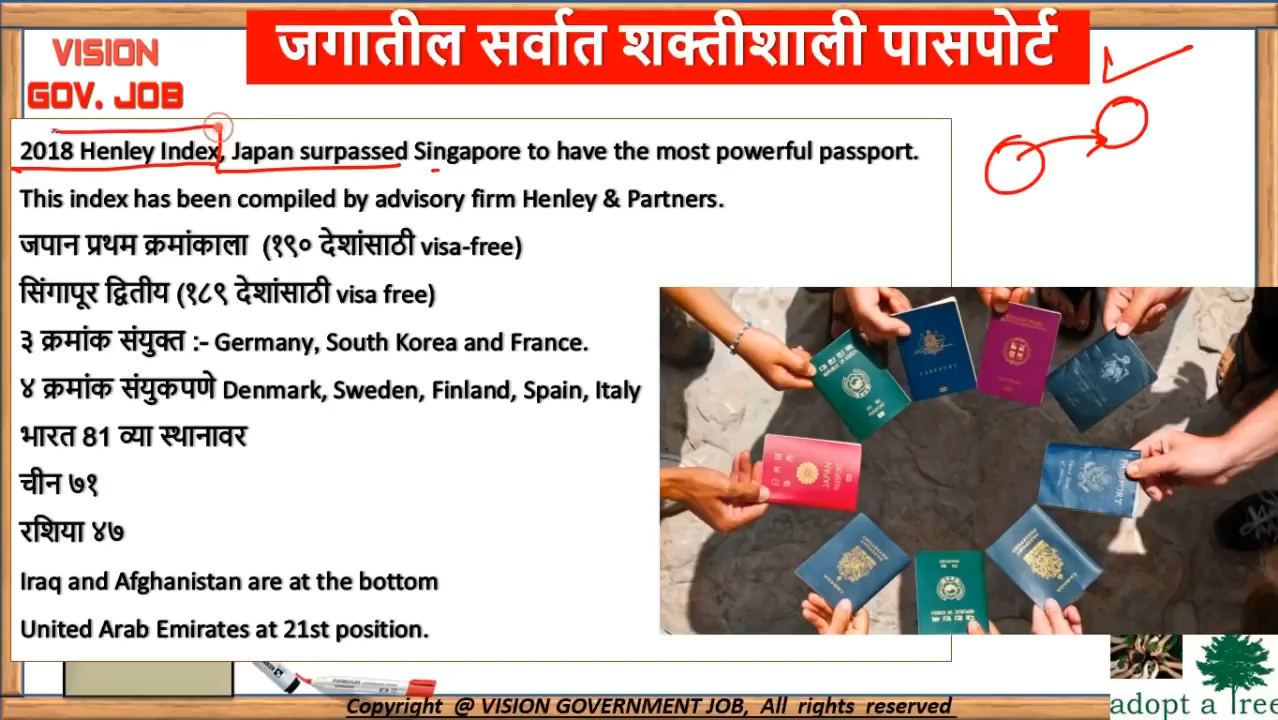 जगातील सर्वात शक्तीशाली पासपोर्ट
VISION
GOV. JOB
2018 Henley Index, Japan surpassed Singapore to have the most powerful passport.
This index has been compiled by advisory firm Henley & Partners.
जपान प्रथम क्रमांकाला (१९० देशांसाठी visa-free)
सिंगापूर द्वितीय (१८९ देशांसाठी visa free)
३ क्रमांक संयुक्त :- Germany, South Korea and France.
४ क्रमांक संयुकपणे Denmark, Sweden, Finland, Spain, Italy
भारत 81 व्या स्थानावर
चीन ७१
रशिया ४७
Iraq and Afghanistan are at the bottom
United Arab Emirates at 21st position.
JAPAN
PASSPORT
Copyright @ VISION GOVERNMENT JOB, All rights reserved
adopt a Tree